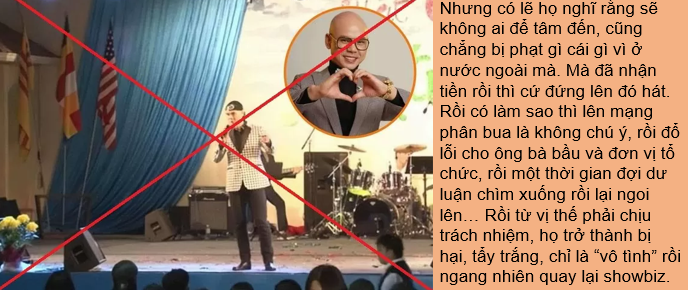 Nhưng có lẽ họ nghĩ rằng sẽ
không ai để tâm đến, cũng
chẳng bị phạt gì cái gì vì ở
nước ngoài mà. Mà đã nhận
tiền rồi thì cứ đứng lên đó hát.
Rồi có làm sao thì lên mạng
phân bua là không chú ý, rồi đổ
lỗi cho ông bà bầu và đơn vị tổ
chức, rồi một thời gian đợi dư
luận chìm xuống rồi lại ngoi
lên… Rồi từ vị thế phải chịu
trách nhiệm, họ trở thành bị
hại, tẩy trắng, chỉ là “vô tình” rồi
ngang nhiên quay lại showbiz.